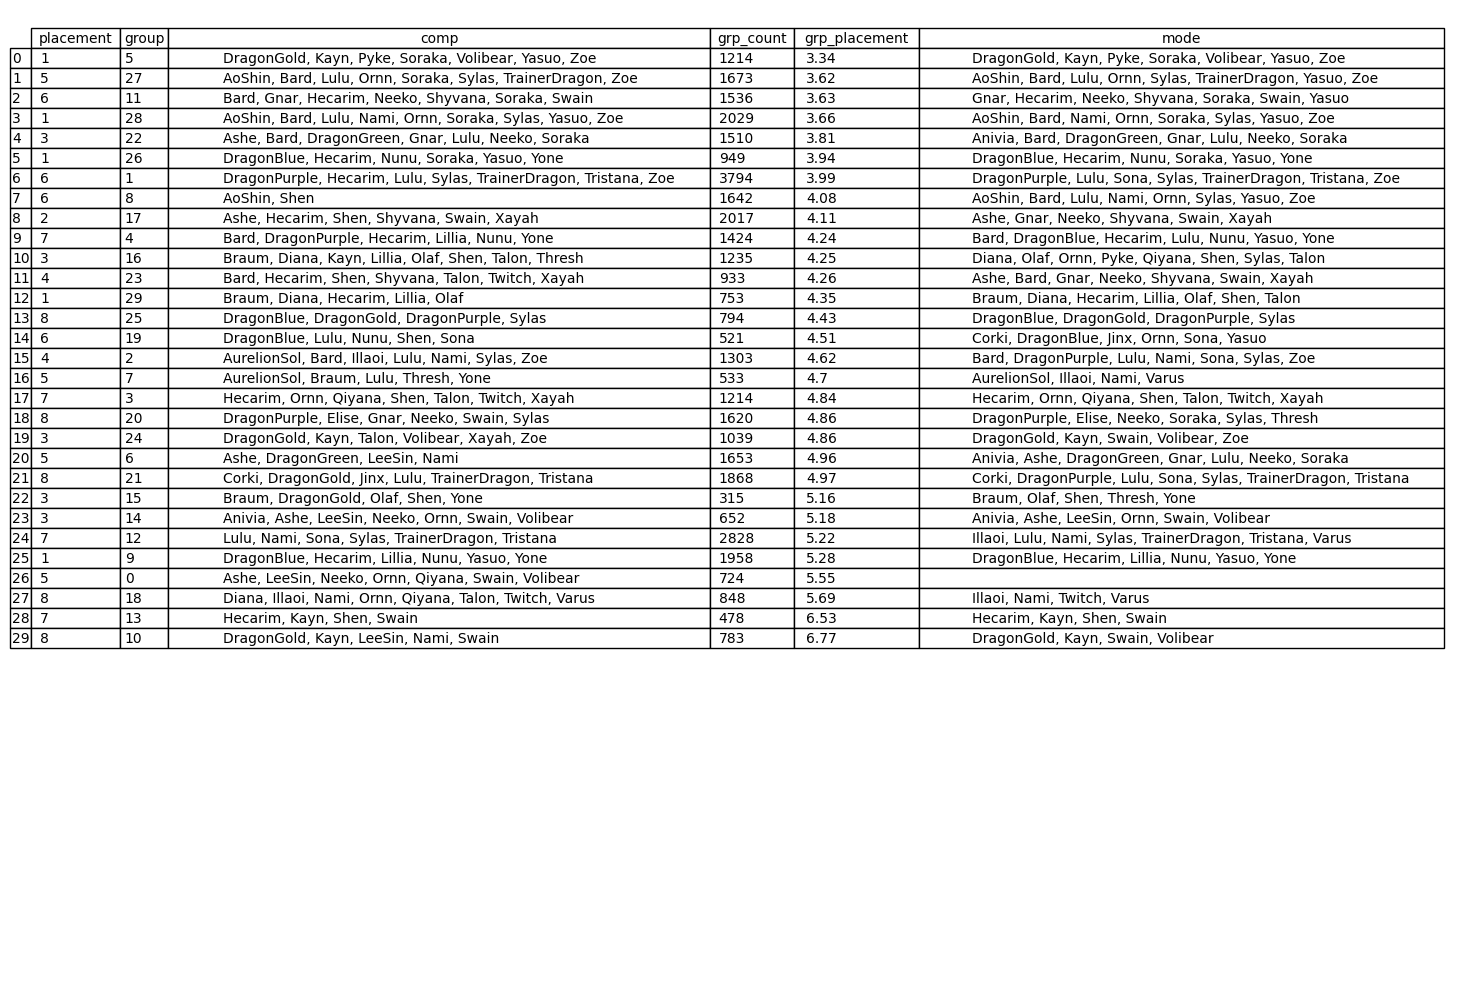 placement group comp grp_count grp_placement mode
0 1 5 DragonGold, Kayn, Pyke, Soraka, Volibear, Yasuo, Zoe 1214 3.34 DragonGold, Kayn, Pyke, Soraka, Volibear, Yasuo, Zoe
1 5 27 AoShin, Bard, Lulu, Ornn, Soraka, Sylas, TrainerDragon, Zoe 1673 3.62 AoShin, Bard, Lulu, Ornn, Sylas, TrainerDragon, Yasuo, Zoe
2 6 11 Bard, Gnar, Hecarim, Neeko, Shyvana, Soraka, Swain 1536 3.63 Gnar, Hecarim, Neeko, Shyvana, Soraka, Swain, Yasuo
3 1 28 AoShin, Bard, Lulu, Nami, Ornn, Soraka, Sylas, Yasuo, Zoe 2029 3.66 AoShin, Bard, Nami, Ornn, Soraka, Sylas, Yasuo, Zoe
4 3 22 Ashe, Bard, DragonGreen, Gnar, Lulu, Neeko, Soraka 1510 3.81 Anivia, Bard, DragonGreen, Gnar, Lulu, Neeko, Soraka
5 1 26 DragonBlue, Hecarim, Nunu, Soraka, Yasuo, Yone 949 3.94 DragonBlue, Hecarim, Nunu, Soraka, Yasuo, Yone
6 6 1 DragonPurple, Hecarim, Lulu, Sylas, TrainerDragon, Tristana, Zoe 3794 3.99 DragonPurple, Lulu, Sona, Sylas, TrainerDragon, Tristana, Zoe
7 6 8 AoShin, Shen 1642 4.08 AoShin, Bard, Lulu, Nami, Ornn, Sylas, Yasuo, Zoe
8 2 17 Ashe, Hecarim, Shen, Shyvana, Swain, Xayah 2017 4.11 Ashe, Gnar, Neeko, Shyvana, Swain, Xayah
9 7 4 Bard, DragonPurple, Hecarim, Lillia, Nunu, Yone 1424 4.24 Bard, DragonBlue, Hecarim, Lulu, Nunu, Yasuo, Yone
10 3 16 Braum, Diana, Kayn, Lillia, Olaf, Shen, Talon, Thresh 1235 4.25 Diana, Olaf, Ornn, Pyke, Qiyana, Shen, Sylas, Talon
11 4 23 Bard, Hecarim, Shen, Shyvana, Talon, Twitch, Xayah 933 4.26 Ashe, Bard, Gnar, Neeko, Shyvana, Swain, Xayah
12 1 29 Braum, Diana, Hecarim, Lillia, Olaf 753 4.35 Braum, Diana, Hecarim, Lillia, Olaf, Shen, Talon
13 8 25 DragonBlue, DragonGold, DragonPurple, Sylas 794 4.43 DragonBlue, DragonGold, DragonPurple, Sylas
14 6 19 DragonBlue, Lulu, Nunu, Shen, Sona 521 4.51 Corki, DragonBlue, Jinx, Ornn, Sona, Yasuo
15 4 2 AurelionSol, Bard, Illaoi, Lulu, Nami, Sylas, Zoe 1303 4.62 Bard, DragonPurple, Lulu, Nami, Sona, Sylas, Zoe
16 5 7 AurelionSol, Braum, Lulu, Thresh, Yone 533 4.7 AurelionSol, Illaoi, Nami, Varus
17 7 3 Hecarim, Ornn, Qiyana, Shen, Talon, Twitch, Xayah 1214 4.84 Hecarim, Ornn, Qiyana, Shen, Talon, Twitch, Xayah
18 8 20 DragonPurple, Elise, Gnar, Neeko, Swain, Sylas 1620 4.86 DragonPurple, Elise, Neeko, Soraka, Sylas, Thresh
19 3 24 DragonGold, Kayn, Talon, Volibear, Xayah, Zoe 1039 4.86 DragonGold, Kayn, Swain, Volibear, Zoe
20 5 6 Ashe, DragonGreen, LeeSin, Nami 1653 4.96 Anivia, Ashe, DragonGreen, Gnar, Lulu, Neeko, Soraka
21 8 21 Corki, DragonGold, Jinx, Lulu, TrainerDragon, Tristana 1868 4.97 Corki, DragonPurple, Lulu, Sona, Sylas, TrainerDragon, Tristana
22 3 15 Braum, DragonGold, Olaf, Shen, Yone 315 5.16 Braum, Olaf, Shen, Thresh, Yone
23 3 14 Anivia, Ashe, LeeSin, Neeko, Ornn, Swain, Volibear 652 5.18 Anivia, Ashe, LeeSin, Ornn, Swain, Volibear
24 7 12 Lulu, Nami, Sona, Sylas, TrainerDragon, Tristana 2828 5.22 Illaoi, Lulu, Nami, Sylas, TrainerDragon, Tristana, Varus
25 1 9 DragonBlue, Hecarim, Lillia, Nunu, Yasuo, Yone 1958 5.28 DragonBlue, Hecarim, Lillia, Nunu, Yasuo, Yone
26 5 0 Ashe, LeeSin, Neeko, Ornn, Qiyana, Swain, Volibear 724 5.55
27 8 18 Diana, Illaoi, Nami, Ornn, Qiyana, Talon, Twitch, Varus 848 5.69 Illaoi, Nami, Twitch, Varus
28 7 13 Hecarim, Kayn, Shen, Swain 478 6.53 Hecarim, Kayn, Shen, Swain
29 8 10 DragonGold, Kayn, LeeSin, Nami, Swain 783 6.77 DragonGold, Kayn, Swain, Volibear